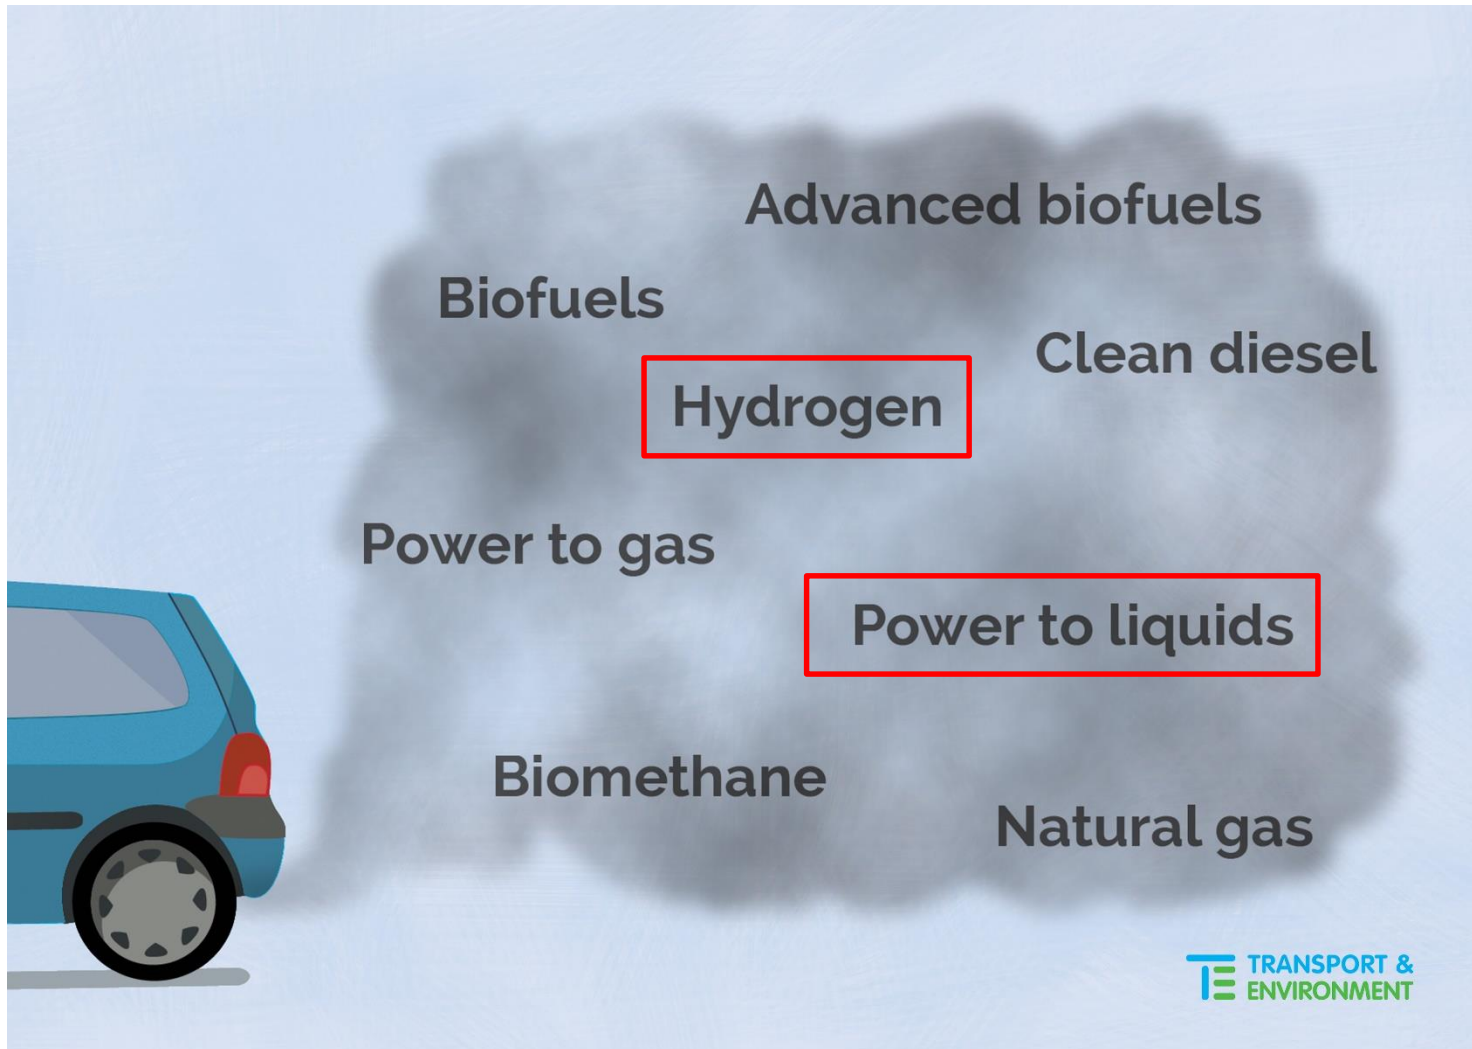 Advanced biofuels
Biofuels
Clean diesel
Hydrogen
Power to gas
Power to liquids
Biomethane
Natural gas
TRANSPORT &
ENVIRONMENT